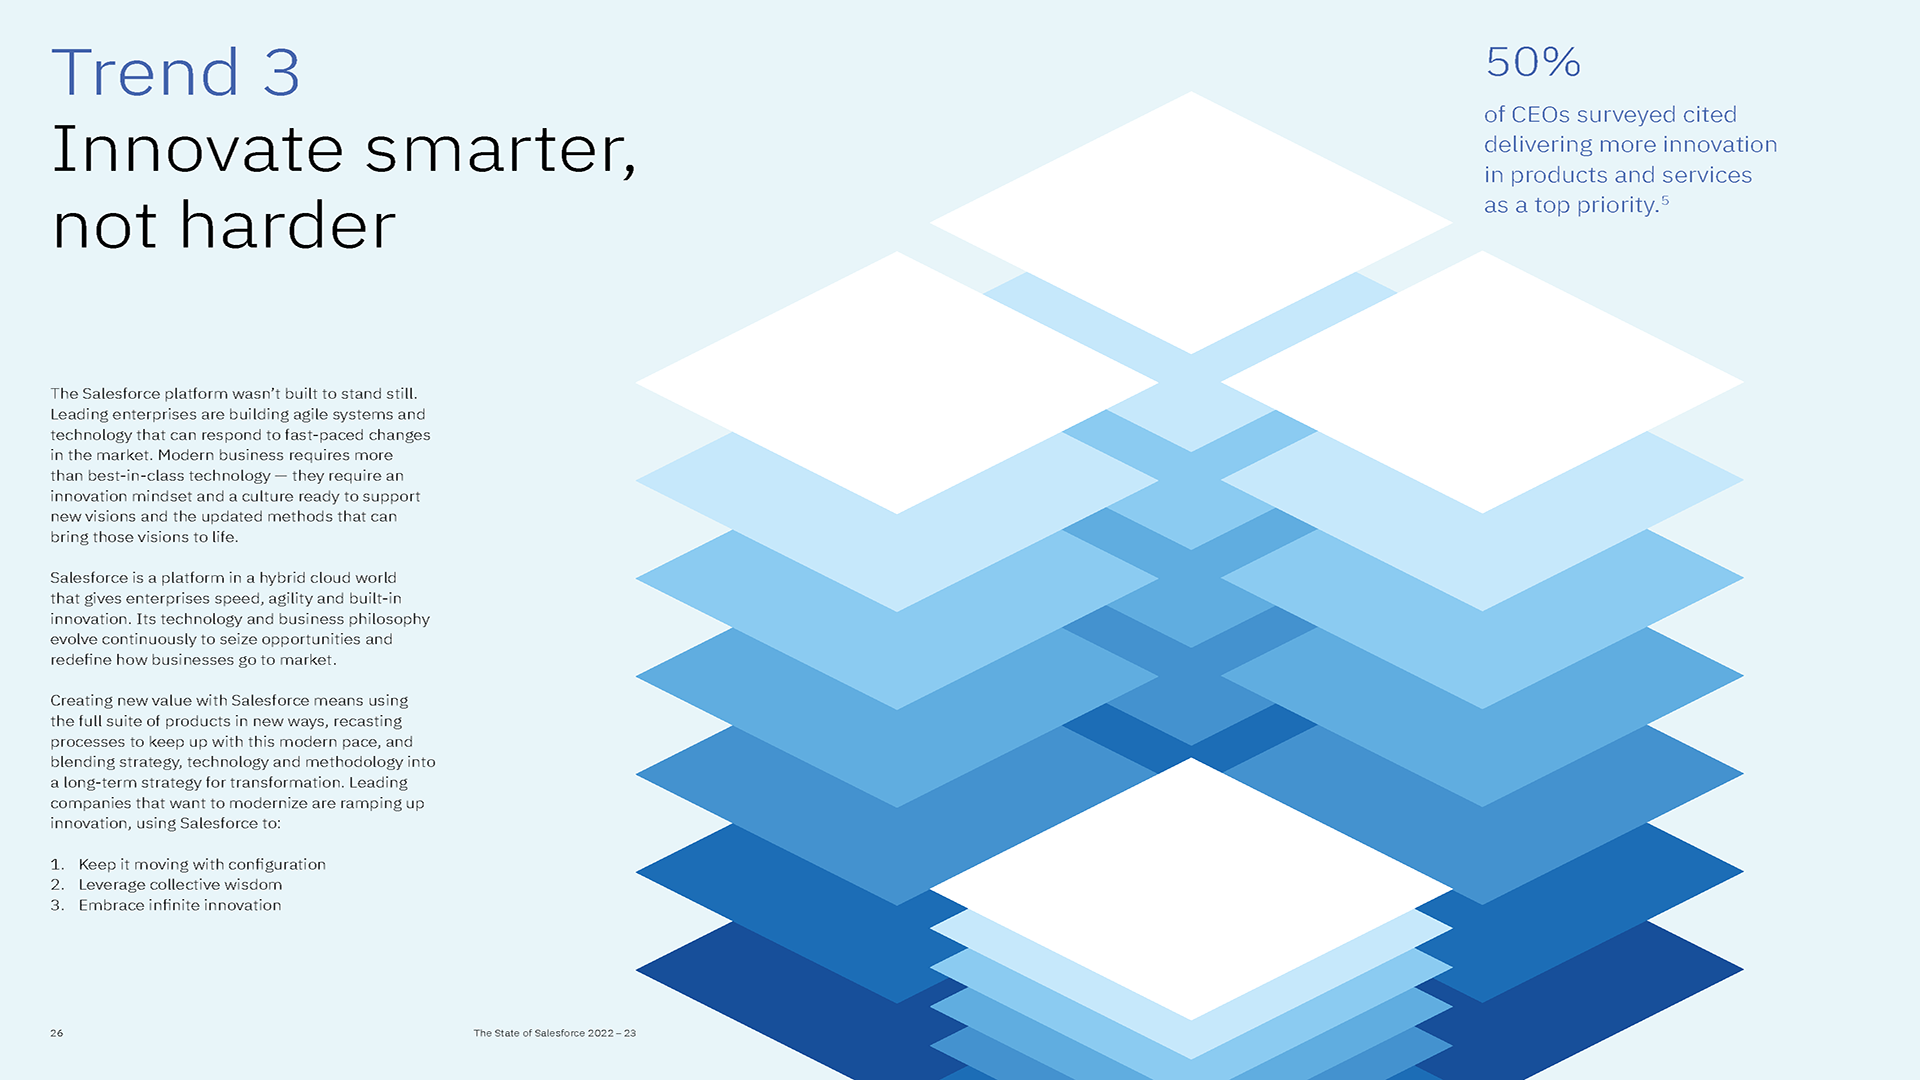 Trend 3
Innovate smarter,
not harder
50%
of CEOs surveyed cited
delivering more innovation
in products and services
as a top priority.⁵
The Salesforce platform wasn’t built to stand still.
Leading enterprises are building agile systems and
technology that can respond to fast-paced changes
in the market. Modern business requires more
than best-in-class technology — they require an
innovation mindset and a culture ready to support
new visions and the updated methods that can
bring those visions to life.
Salesforce is a platform in a hybrid cloud world
that gives enterprises speed, agility and built-in
innovation. Its technology and business philosophy
evolve continuously to seize opportunities and
redefine how businesses go to market.
Creating new value with Salesforce means using
the full suite of products in new ways, recasting
processes to keep up with this modern pace, and
blending strategy, technology and methodology into
a long-term strategy for transformation. Leading
companies that want to modernize are ramping up
innovation, using Salesforce to:
1. Keep it moving with configuration
2. Leverage collective wisdom
3. Embrace infinite innovation
26
The State of Salesforce 2022 – 23